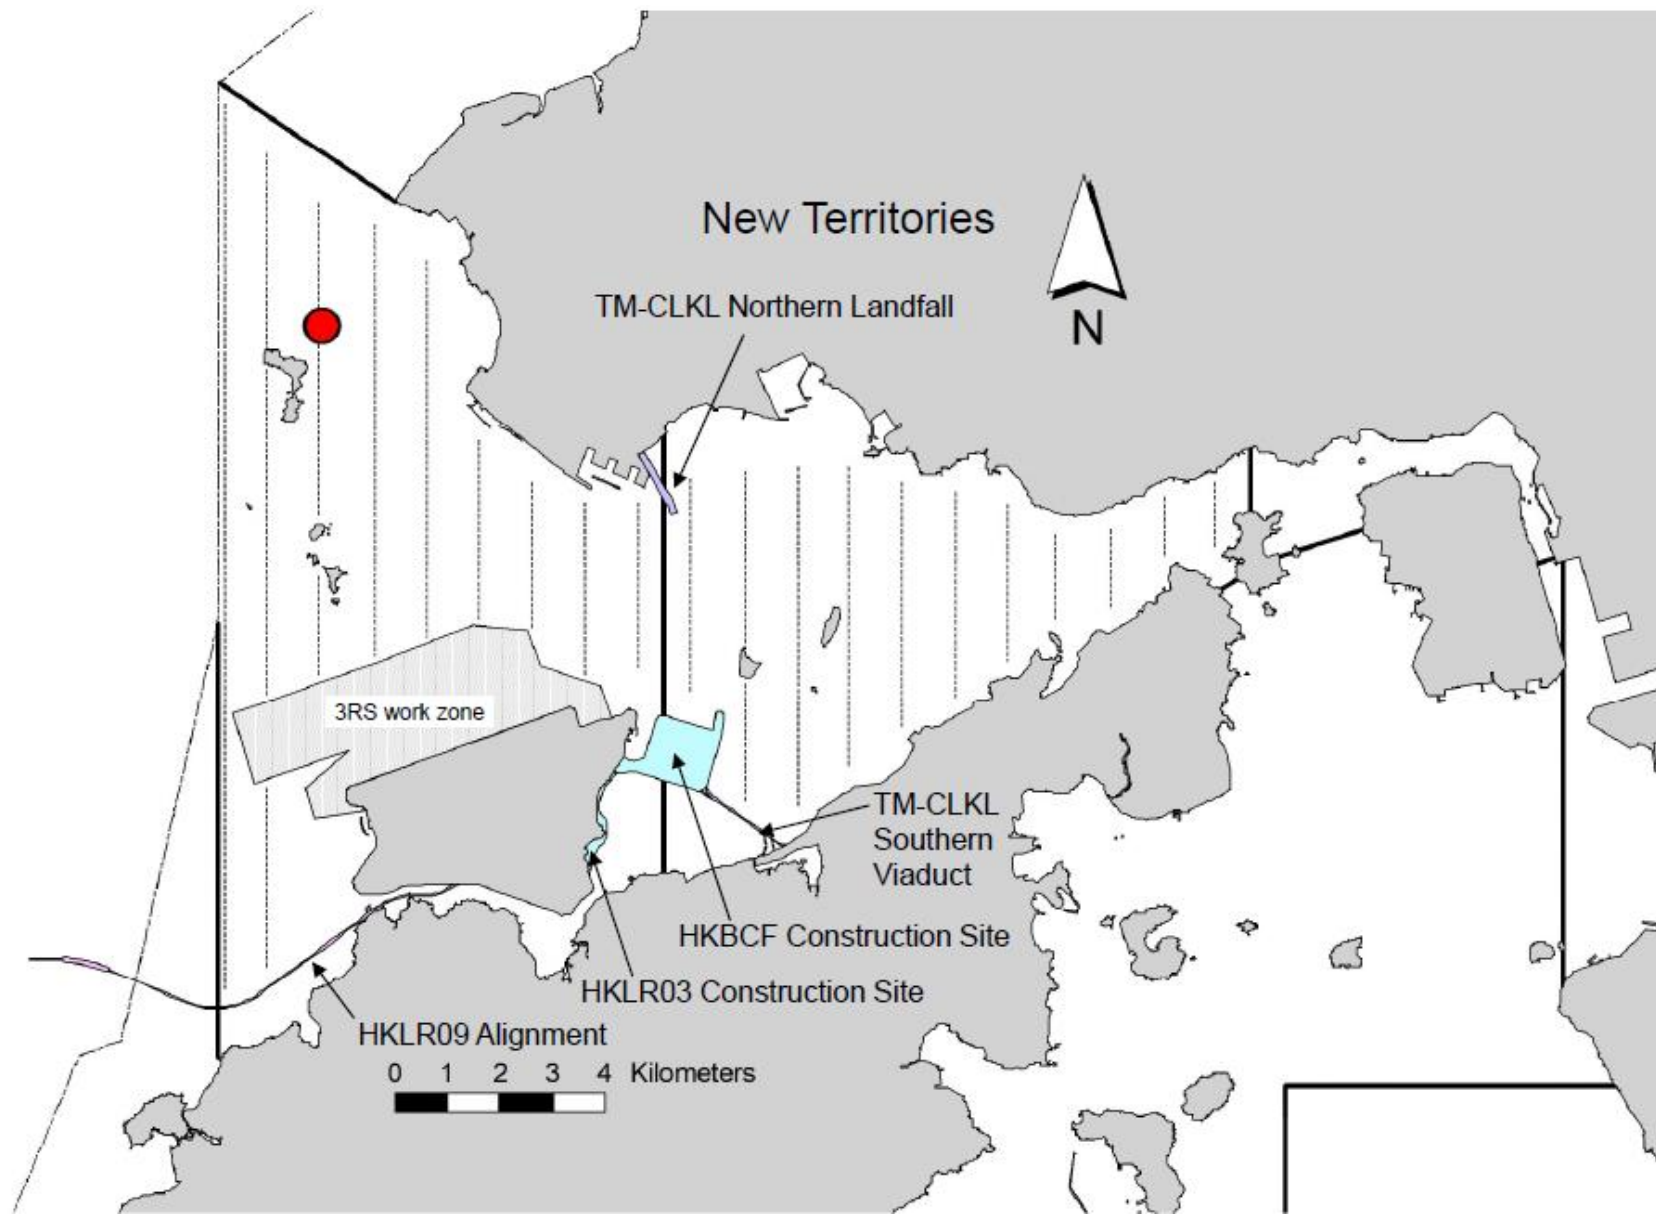 New Territories
TM-CLKL Northern Landfall
N
3RS work zone
TM-CLKL
Southern
Viaduct
HKBCF Construction Site
HKLR03 Construction Site
HKLR09 Alignment
0 1 2 3 4 Kilometers